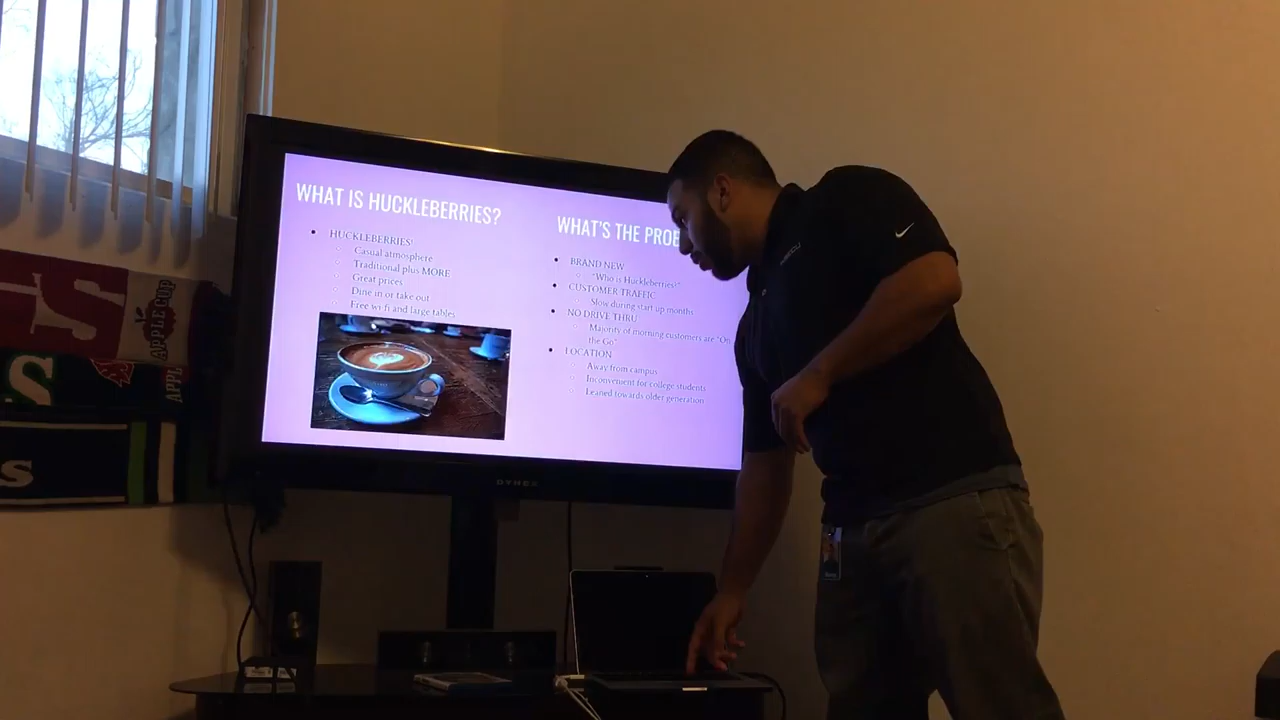 WHAT IS HUCKLEBERRIES?
HUCKLEBERRIES!
Casual atmosphere
Traditional plus MORE
Great prices
Dine in or take out
Free wi-fi and large tables
WHAT'S THE PROB
BRAND NEW
"Who is Huckleberries?"
CUSTOMER TRAFFIC
Slow during start up months
NO DRIVE THRU
Majority of morning customers are "On
the Go"
LOCATION
Away from campus
Inconvenient for college students
Leaned towards older generation
DYNEX
APPLE CUP
APPL
S
S